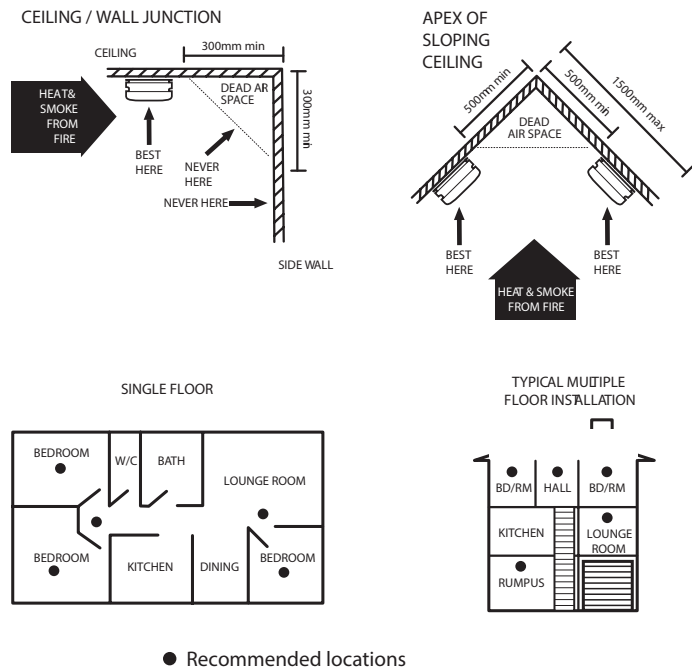 CEILING / WALL JUNCTION
300mm min
CEILING
HEAT&
SMOKE
FROM
FIRE
DEAD AIR
SPACE
300mm min
BEST
HERE
NEVER
HERE
NEVER HERE
SIDE WALL
APEX OF
SLOPING
CEILING
500mm min
500mm min
1500mm max
DEAD
AIR SPACE
BEST
HERE
BEST
HERE
HEAT & SMOKE
FROM FIRE
SINGLE FLOOR
BEDROOM
W/C
BATH
LOUNGE ROOM
BEDROOM
KITCHEN
DINING
BEDROOM
TYPICAL MULTIPLE
FLOOR INSTALLATION
BD/RM
HALL
BD/RM
KITCHEN
LOUNGE
ROOM
RUMPUS
Recommended locations